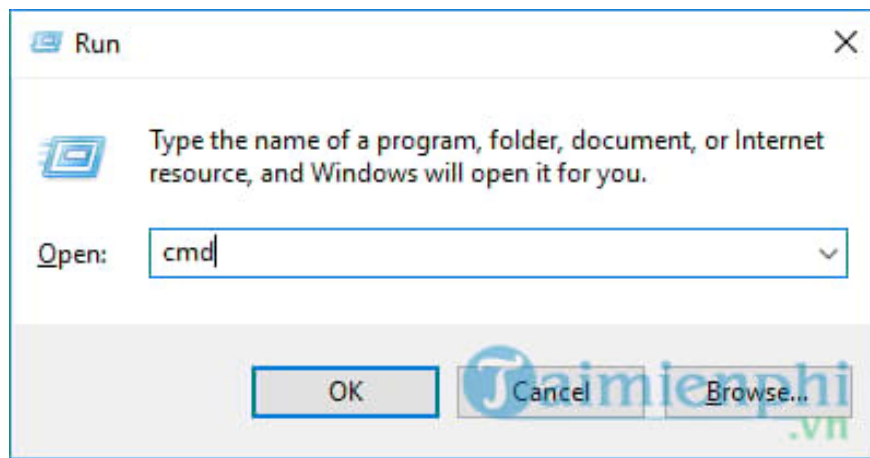 Run
Type the name of a program, folder, document, or Internet
resource, and Windows will open it for you.
Open: cmd
OK Cancel Browse...
Taimienphi
.vn